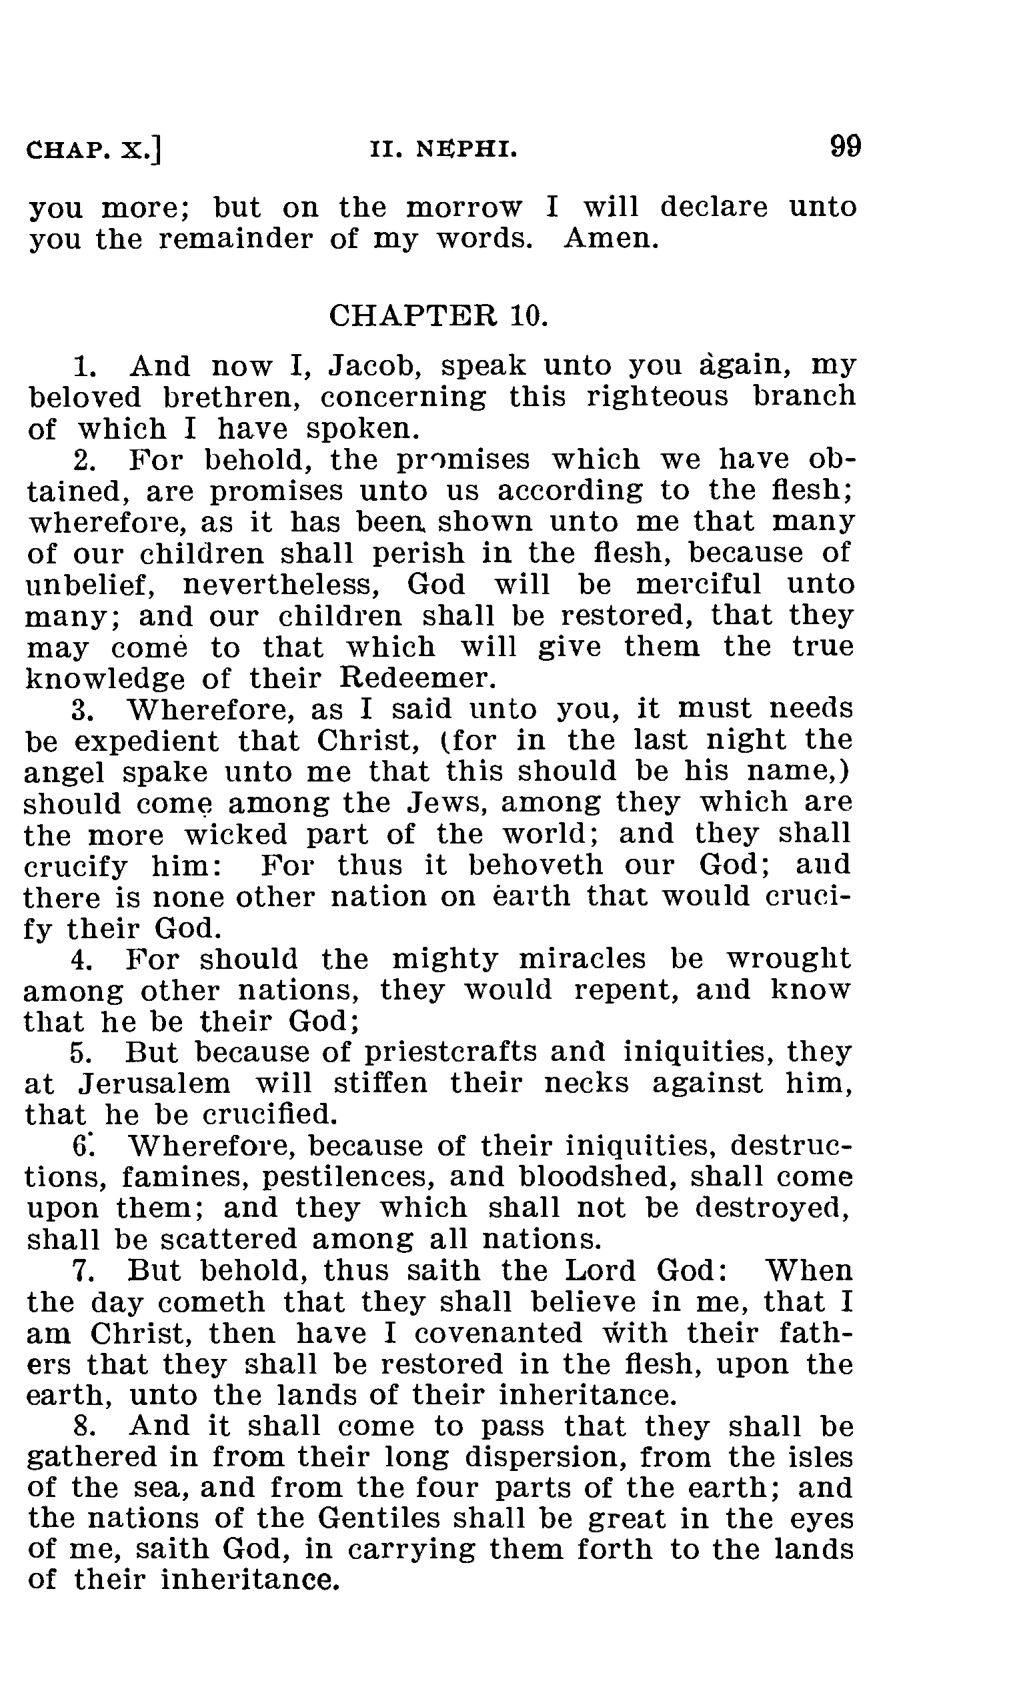 CHAP. X.] II. NEPHI. 99
you more; but on the morrow I will declare unto
you the remainder of my words. Amen.
CHAPTER 10.
1. And now I, Jacob, speak unto you again, my
beloved brethren, concerning this righteous branch
of which I have spoken.
2. For behold, the promises which we have ob-
tained, are promises unto us according to the flesh;
wherefore, as it has been shown unto me that many
of our children shall perish in the flesh, because of
unbelief, nevertheless, God will be merciful unto
many; and our children shall be restored, that they
may come to that which will give them the true
knowledge of their Redeemer.
3. Wherefore, as I said unto you, it must needs
be expedient that Christ, (for in the last night the
angel spake unto me that this should be his name,)
should come among the Jews, among they which are
the more wicked part of the world; and they shall
crucify him: For thus it behoveth our God; and
there is none other nation on earth that would cruci-
fy their God.
4. For should the mighty miracles be wrought
among other nations, they would repent, and know
that he be their God;
5. But because of priestcrafts and iniquities, they
at Jerusalem will stiffen their necks against him,
that he be crucified.
6. Wherefore, because of their iniquities, destruc-
tions, famines, pestilences, and bloodshed, shall come
upon them; and they which shall not be destroyed,
shall be scattered among all nations.
7. But behold, thus saith the Lord God: When
the day cometh that they shall believe in me, that I
am Christ, then have I covenanted with their fath-
ers that they shall be restored in the flesh, upon the
earth, unto the lands of their inheritance.
8. And it shall come to pass that they shall be
gathered in from their long dispersion, from the isles
of the sea, and from the four parts of the earth; and
the nations of the Gentiles shall be great in the eyes
of me, saith God, in carrying them forth to the lands
of their inheritance.